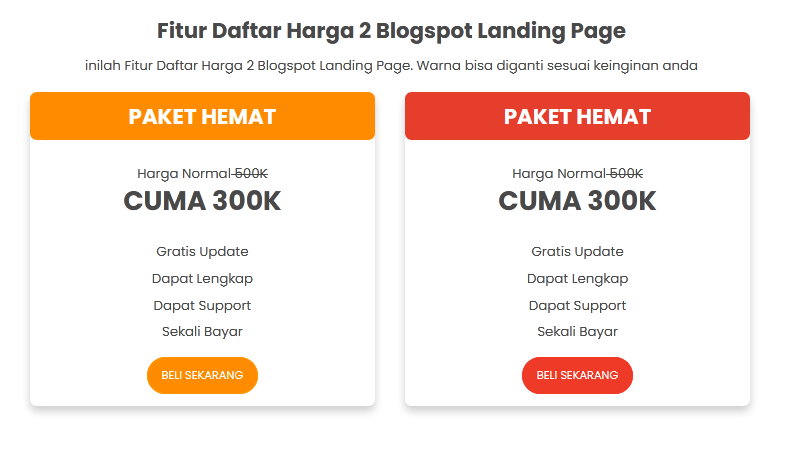 Fitur Daftar Harga 2 Blogspot Landing Page
inilah Fitur Daftar Harga 2 Blogspot Landing Page. Warna bisa diganti sesuai keinginan anda
PAKET HEMAT
Harga Normal 500K
CUMA 300K
Gratis Update
Dapat Lengkap
Dapat Support
Sekali Bayar
BELI SEKARANG
PAKET HEMAT
Harga Normal 500K
CUMA 300K
Gratis Update
Dapat Lengkap
Dapat Support
Sekali Bayar
BELI SEKARANG